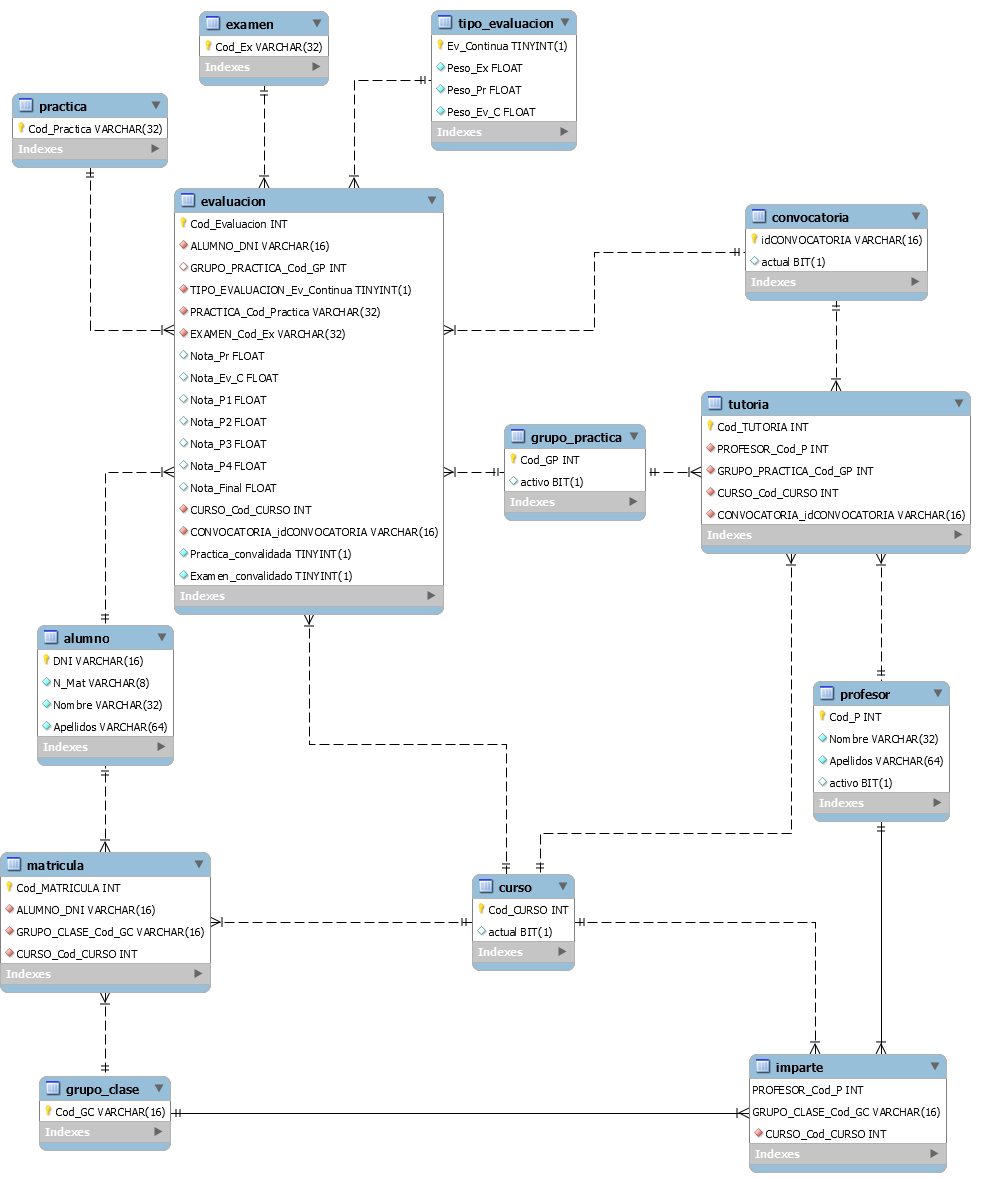 examen
Cod_Ex VARCHAR(32)
Indexes
tipo_evaluacion
Ev_Continua TINYINT(1)
Peso_Ex FLOAT
Peso_Pr FLOAT
Peso_Ev_C FLOAT
Indexes
practica
Cod_Practica VARCHAR(32)
Indexes
evaluacion
Cod_Evaluacion INT
ALUMNO_DNI VARCHAR(16)
GRUPO_PRACTICA_Cod_GP INT
TIPO_EVALUACION_Ev_Continua TINYINT(1)
PRACTICA_Cod_Practica VARCHAR(32)
EXAMEN_Cod_Ex VARCHAR(32)
Nota_Pr FLOAT
Nota_Ev_C FLOAT
Nota_P1 FLOAT
Nota_P2 FLOAT
Nota_P3 FLOAT
Nota_P4 FLOAT
Nota_Final FLOAT
CURSO_Cod_CURSO INT
CONVOCATORIA_idCONVOCATORIA VARCHAR(16)
Practica_convalidada TINYINT(1)
Examen_convalidado TINYINT(1)
Indexes
convocatoria
idCONVOCATORIA VARCHAR(16)
actual BIT(1)
Indexes
grupo_practica
Cod_GP INT
activo BIT(1)
Indexes
tutoria
Cod_TUTORIA INT
PROFESOR_Cod_P INT
GRUPO_PRACTICA_Cod_GP INT
CURSO_Cod_CURSO INT
CONVOCATORIA_idCONVOCATORIA VARCHAR(16)
Indexes
alumno
DNI VARCHAR(16)
N_Mat VARCHAR(8)
Nombre VARCHAR(32)
Apellidos VARCHAR(64)
Indexes
profesor
Cod_P INT
Nombre VARCHAR(32)
Apellidos VARCHAR(64)
activo BIT(1)
Indexes
matricula
Cod_MATRICULA INT
ALUMNO_DNI VARCHAR(16)
GRUPO_CLASE_Cod_GC VARCHAR(16)
CURSO_Cod_CURSO INT
Indexes
curso
Cod_CURSO INT
actual BIT(1)
Indexes
grupo_clase
Cod_GC VARCHAR(16)
Indexes
imparte
PROFESOR_Cod_P INT
GRUPO_CLASE_Cod_GC VARCHAR(16)
CURSO_Cod_CURSO INT
Indexes